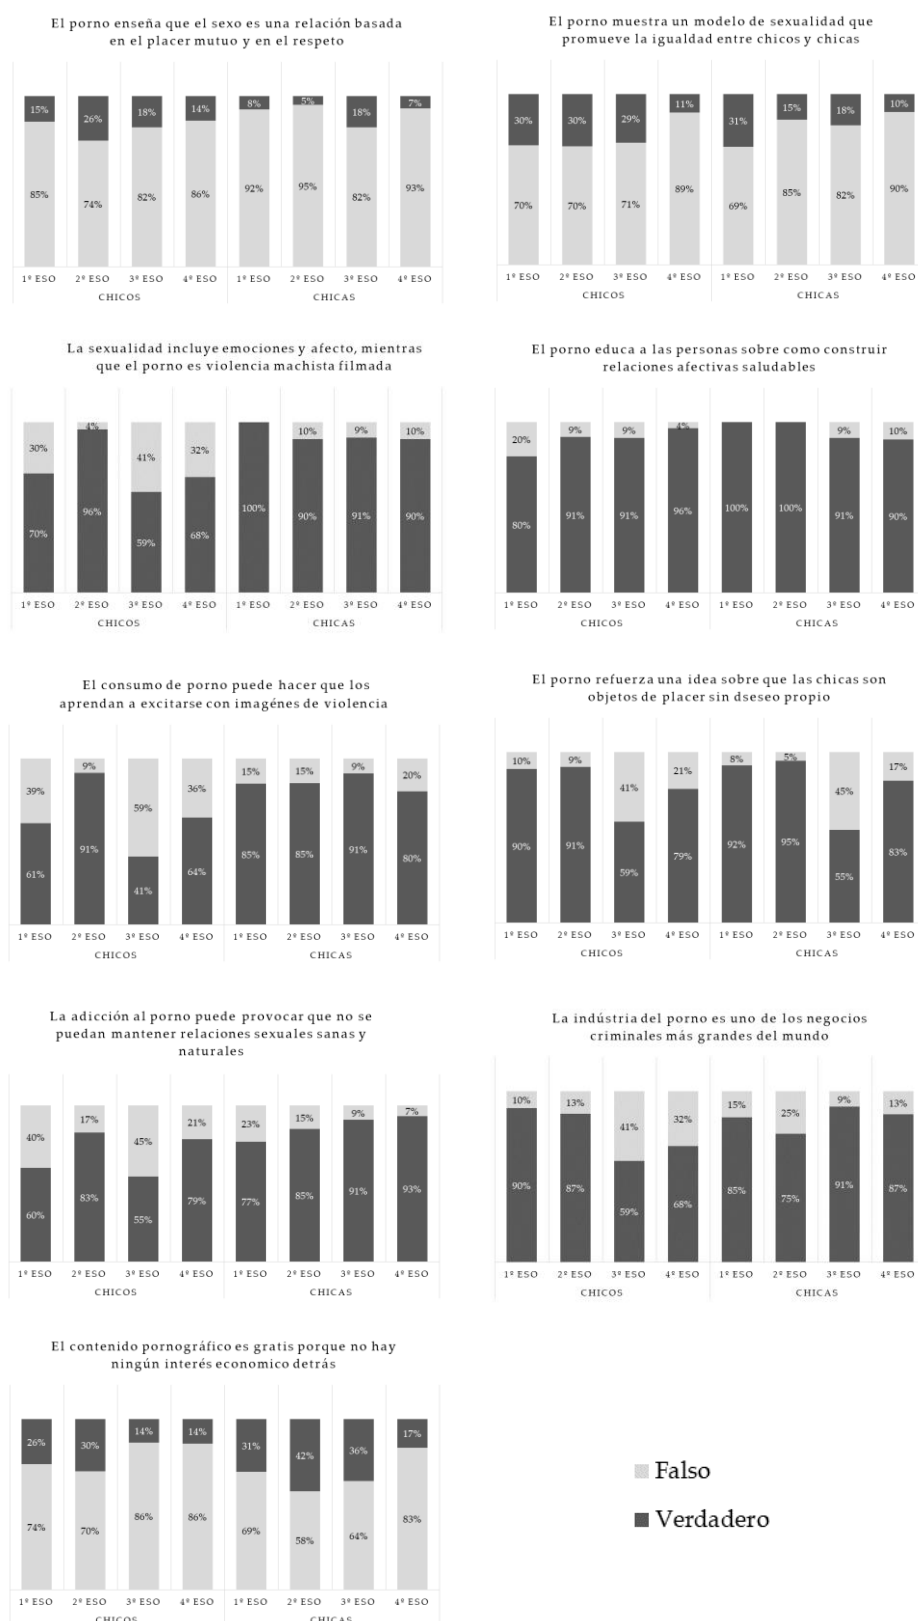 El porno enseña que el sexo es una relación basada
en el placer mutuo y en el respeto
15% 26% 18% 14% 8% 5% 18% 7%
85% 74% 82% 86% 92% 95% 82% 93%
1º ESO 2º ESO 3º ESO 4º ESO 1º ESO 2º ESO 3º ESO 4º ESO
CHICOS CHICAS
El porno muestra un modelo de sexualidad que
promueve la igualdad entre chicos y chicas
30% 30% 29% 11% 31% 15% 18% 10%
70% 70% 71% 89% 69% 85% 82% 90%
1º ESO 2º ESO 3º ESO 4º ESO 1º ESO 2º ESO 3º ESO 4º ESO
CHICOS CHICAS
La sexualidad incluye emociones y afecto, mientras
que el porno es violencia machista filmada
30% 4% 41% 32% 10% 9% 10%
70% 96% 59% 68% 100% 90% 91% 90%
1º ESO 2º ESO 3º ESO 4º ESO 1º ESO 2º ESO 3º ESO 4º ESO
CHICOS CHICAS
El porno educa a las personas sobre como construir
relaciones afectivas saludables
20% 9% 9% 4% 9% 10%
80% 91% 91% 96% 100% 100% 91% 90%
1º ESO 2º ESO 3º ESO 4º ESO 1º ESO 2º ESO 3º ESO 4º ESO
CHICOS CHICAS
El consumo de porno puede hacer que los
aprendan a excitarse con imagénes de violencia
39% 9% 59% 36% 15% 15% 9% 20%
61% 91% 41% 64% 85% 85% 91% 80%
1º ESO 2º ESO 3º ESO 4º ESO 1º ESO 2º ESO 3º ESO 4º ESO
CHICOS CHICAS
El porno refuerza una idea sobre que las chicas son
objetos de placer sin dseseo propio
10% 9% 41% 21% 8% 5% 45% 17%
90% 91% 59% 79% 92% 95% 55% 83%
1º ESO 2º ESO 3º ESO 4º ESO 1º ESO 2º ESO 3º ESO 4º ESO
CHICOS CHICAS
La adicción al porno puede provocar que no se
puedan mantener relaciones sexuales sanas y
naturales
40% 17% 45% 21% 23% 15% 9% 7%
60% 83% 55% 79% 77% 85% 91% 93%
1º ESO 2º ESO 3º ESO 4º ESO 1º ESO 2º ESO 3º ESO 4º ESO
CHICOS CHICAS
La indústria del porno es uno de los negocios
criminales más grandes del mundo
10% 13% 41% 32% 15% 25% 9% 13%
90% 87% 59% 68% 85% 75% 91% 87%
1º ESO 2º ESO 3º ESO 4º ESO 1º ESO 2º ESO 3º ESO 4º ESO
CHICOS CHICAS
El contenido pornográfico es gratis porque no hay
ningún interés economico detrás
26% 30% 14% 14% 31% 42% 36% 17%
74% 70% 86% 86% 69% 58% 64% 83%
1º ESO 2º ESO 3º ESO 4º ESO 1º ESO 2º ESO 3º ESO 4º ESO
CHICOS CHICAS
Falso
Verdadero